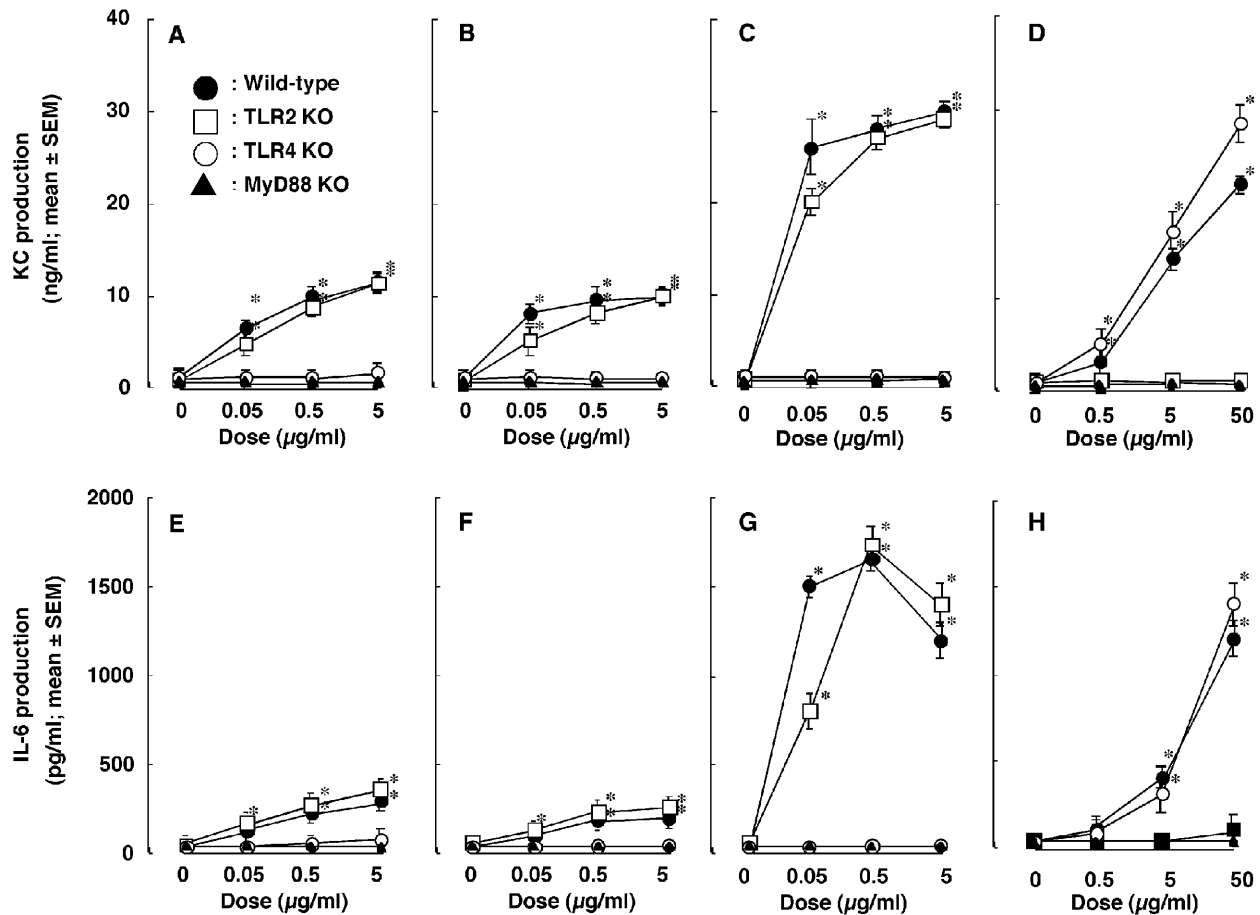 A
B
C
D
KC production
(ng/ml; mean ± SEM)
40
30
20
10
0
: Wild-type
: TLR2 KO
: TLR4 KO
: MyD88 KO
* * * * *
* * * * *
* * * * * *
* * * * * *
0 0.05 0.5 5
0 0.05 0.5 5
0 0.05 0.5 5
0 0.5 5 50
Dose (µg/ml)
Dose (µg/ml)
Dose (µg/ml)
Dose (µg/ml)
E
F
G
H
IL-6 production
(pg/ml; mean ± SEM)
2000
1500
1000
500
0
* * * * *
* * * * *
* * * * * *
* * * *
0 0.05 0.5 5
0 0.05 0.5 5
0 0.05 0.5 5
0 0.5 5 50
Dose (µg/ml)
Dose (µg/ml)
Dose (µg/ml)
Dose (µg/ml)